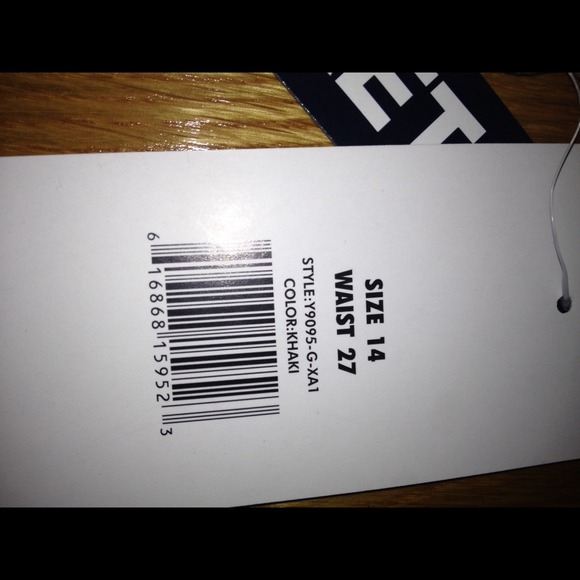 SIZE 14
WAIST 27
STYLE:Y9095-G-XA1
COLOR:KHAKI
6 16868 15952 3